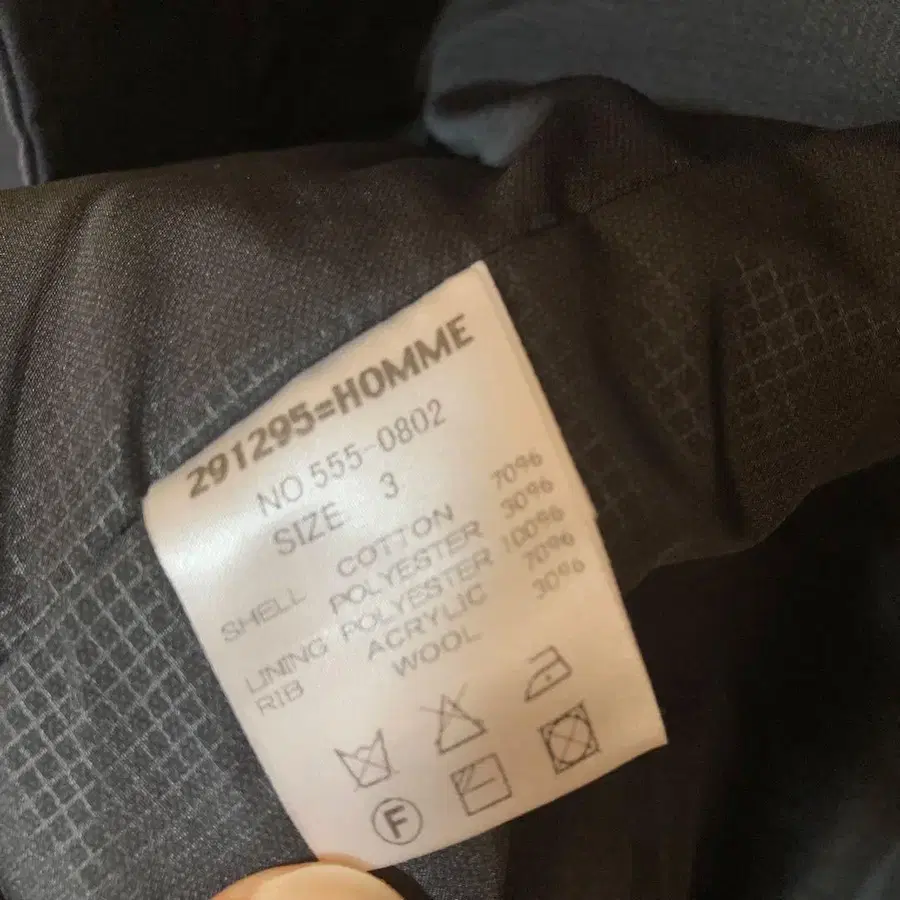 291295=HOMME
NO 555-0802
SIZE 3
SHELL COTTON 70%
POLYESTER 30%
LINING POLYESTER 100%
RIB ACRYLIC 70%
WOOL 30%
F